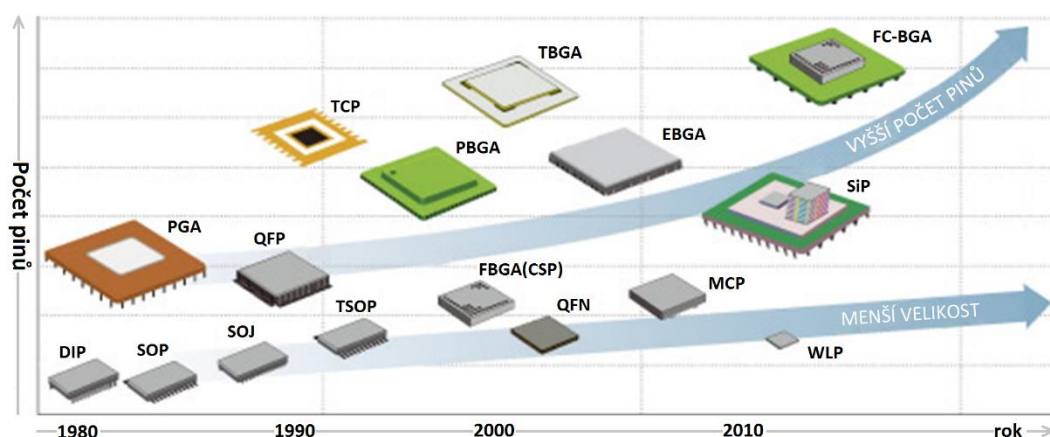 FC-BGA
TBGA
TCP
EBGA
PBGA
VYŠŠÍ POČET PINŮ
Počet pinů
SiP
PGA
QFP
FBGA(CSP)
MCP
TSOP
QFN
SOJ
MENŠÍ VELIKOST
DIP
SOP
WLP
1980
1990
2000
2010
rok